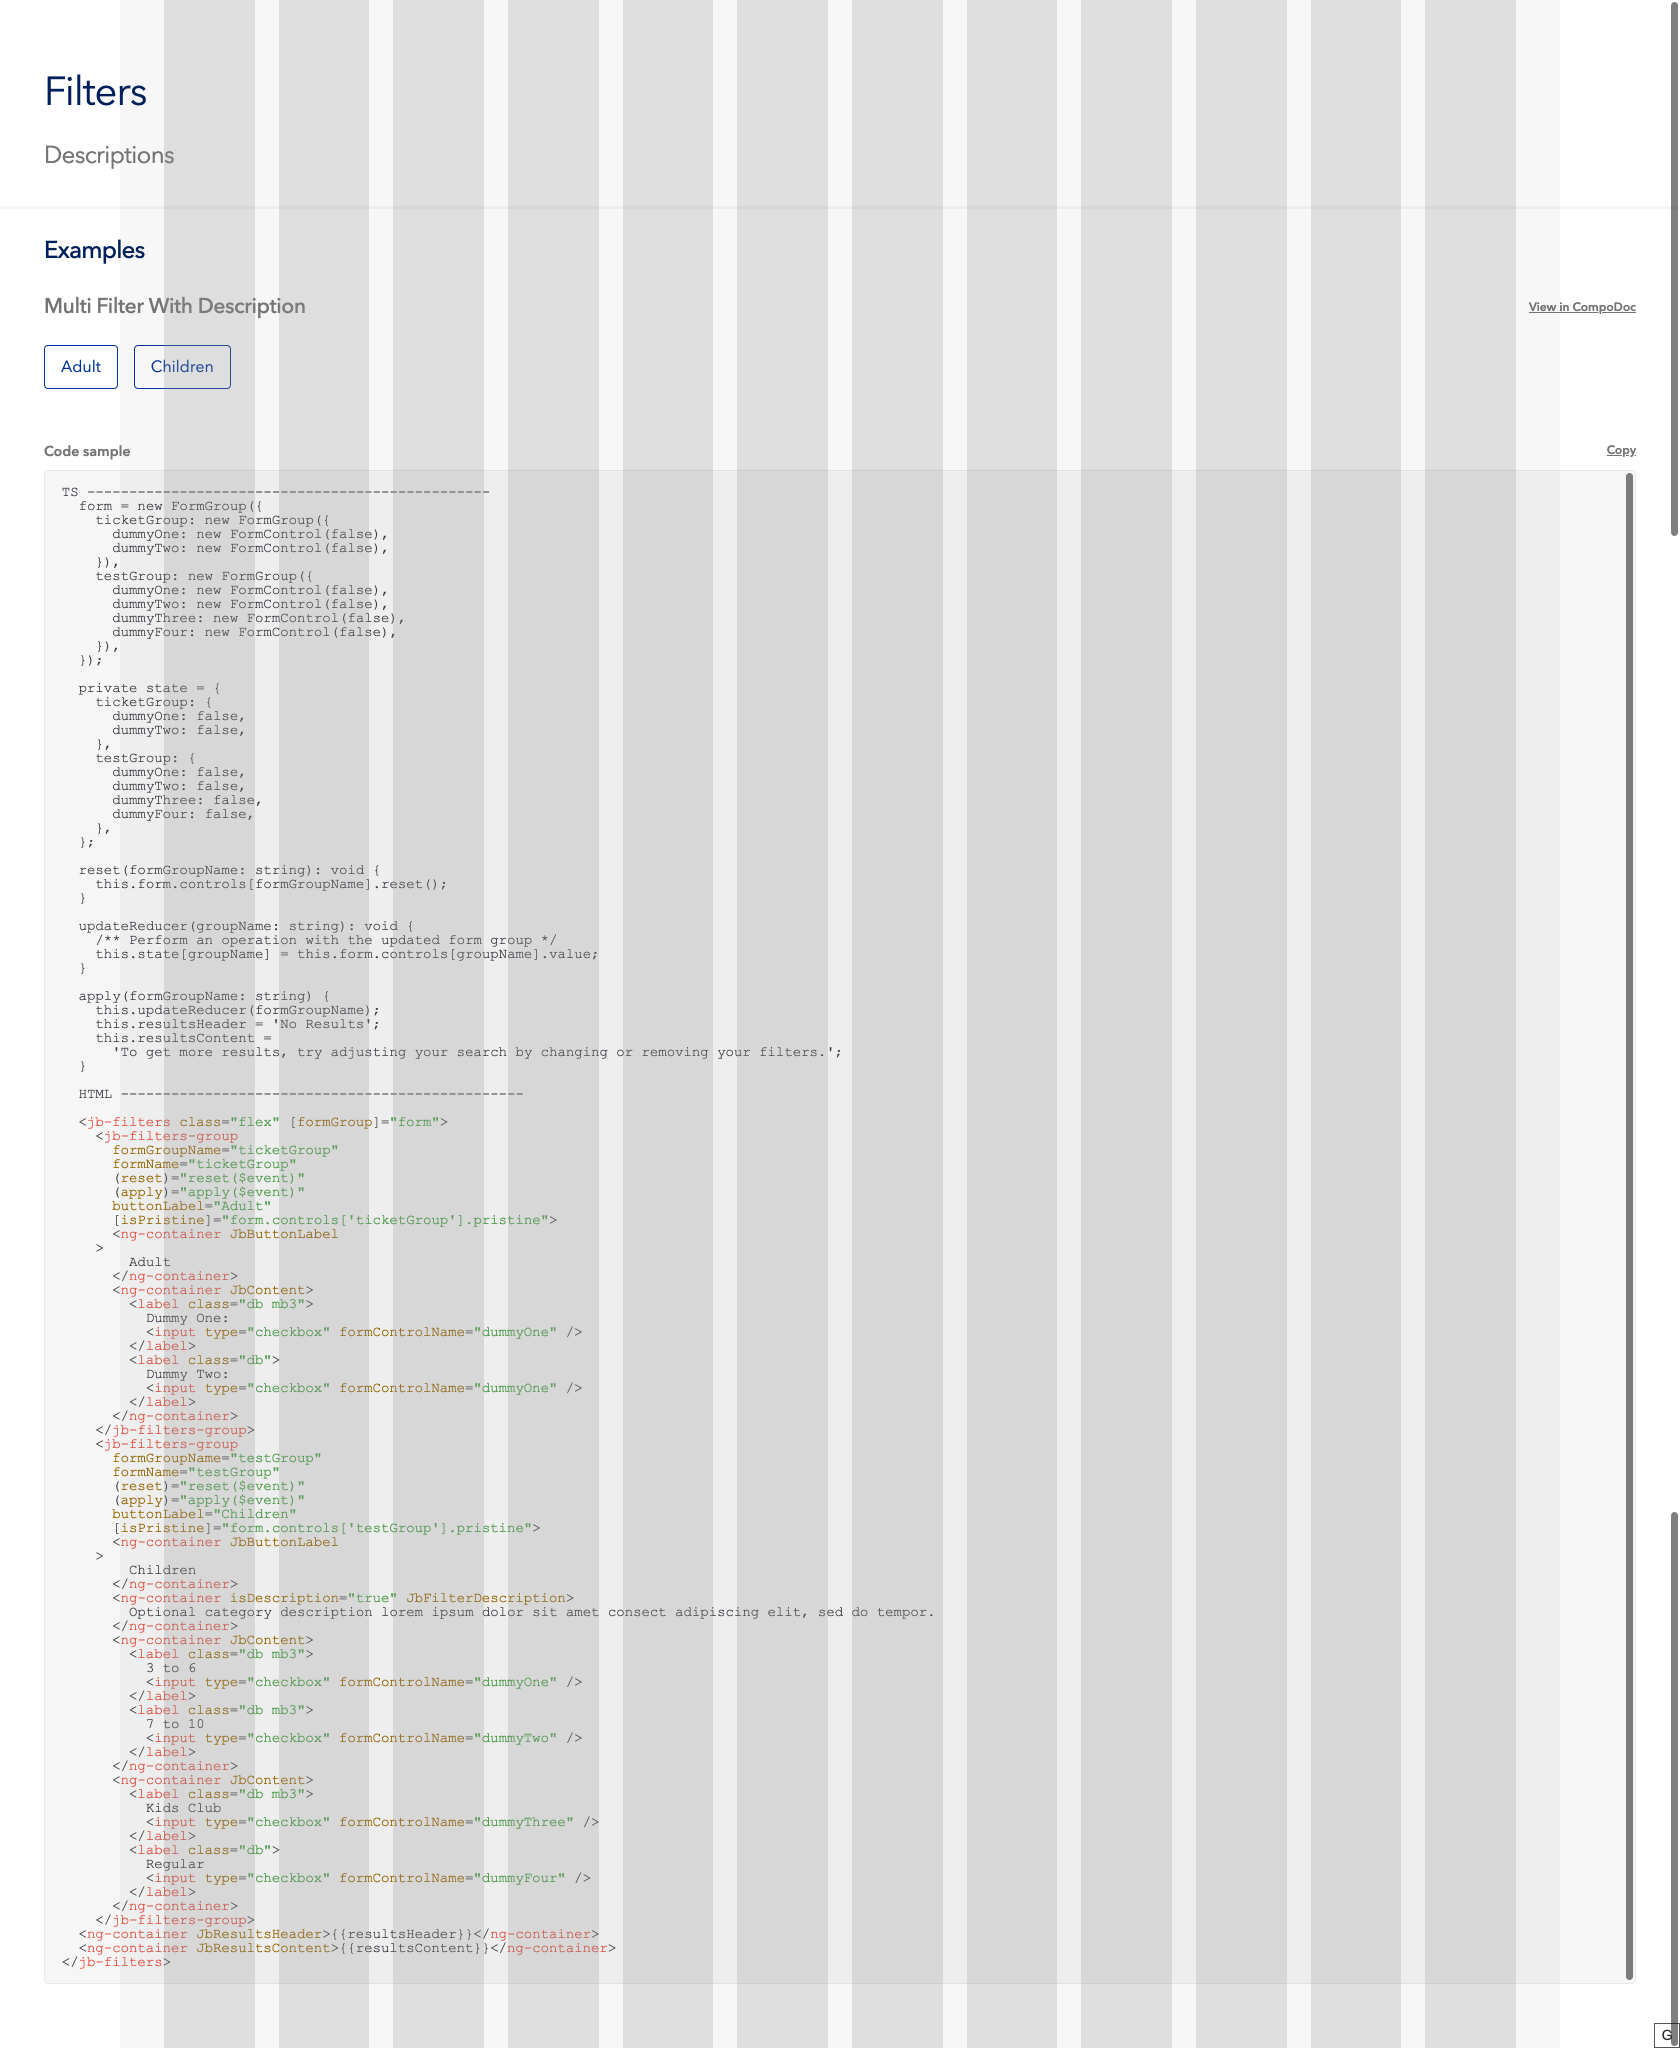 Filters
Descriptions
Examples
Multi Filter With Description
View in CompoDoc
Adult
Children
Code sample
Copy
TS ------------------------------------------------
  form = new FormGroup({
    ticketGroup: new FormGroup({
      dummyOne: new FormControl(false),
      dummyTwo: new FormControl(false),
    }),
    testGroup: new FormGroup({
      dummyOne: new FormControl(false),
      dummyTwo: new FormControl(false),
      dummyThree: new FormControl(false),
      dummyFour: new FormControl(false),
    }),
  });

  private state = {
    ticketGroup: {
      dummyOne: false,
      dummyTwo: false,
    },
    testGroup: {
      dummyOne: false,
      dummyTwo: false,
      dummyThree: false,
      dummyFour: false,
    },
  };

  reset(formGroupName: string): void {
    this.form.controls[formGroupName].reset();
  }

  updateReducer(groupName: string): void {
    /** Perform an operation with the updated form group */
    this.state[groupName] = this.form.controls[groupName].value;
  }

  apply(formGroupName: string) {
    this.updateReducer(formGroupName);
    this.resultsHeader = 'No Results';
    this.resultsContent =
      'To get more results, try adjusting your search by changing or removing your filters.';
  }

  HTML ------------------------------------------------

  <jb-filters class="flex" [formGroup]="form">
    <jb-filters-group
      formGroupName="ticketGroup"
      formName="ticketGroup"
      (reset)="reset($event)"
      (apply)="apply($event)"
      buttonLabel="Adult"
      [isPristine]="form.controls['ticketGroup'].pristine">
      <ng-container JbButtonLabel
    >
        Adult
      </ng-container>
      <ng-container JbContent>
        <label class="db mb3">
          Dummy One:
          <input type="checkbox" formControlName="dummyOne" />
        </label>
        <label class="db">
          Dummy Two:
          <input type="checkbox" formControlName="dummyOne" />
        </label>
      </ng-container>
    </jb-filters-group>
    <jb-filters-group
      formGroupName="testGroup"
      formName="testGroup"
      (reset)="reset($event)"
      (apply)="apply($event)"
      buttonLabel="Children"
      [isPristine]="form.controls['testGroup'].pristine">
      <ng-container JbButtonLabel
    >
        Children
      </ng-container>
      <ng-container isDescription="true" JbFilterDescription>
        Optional category description lorem ipsum dolor sit amet consect adipiscing elit, sed do tempor.
      </ng-container>
      <ng-container JbContent>
        <label class="db mb3">
          3 to 6
          <input type="checkbox" formControlName="dummyOne" />
        </label>
        <label class="db mb3">
          7 to 10
          <input type="checkbox" formControlName="dummyTwo" />
        </label>
      </ng-container>
      <ng-container JbContent>
        <label class="db mb3">
          Kids Club
          <input type="checkbox" formControlName="dummyThree" />
        </label>
        <label class="db">
          Regular
          <input type="checkbox" formControlName="dummyFour" />
        </label>
      </ng-container>
    </jb-filters-group>
  <ng-container JbResultsHeader>{{resultsHeader}}</ng-container>
  <ng-container JbResultsContent>{{resultsContent}}</ng-container>
</jb-filters>
G